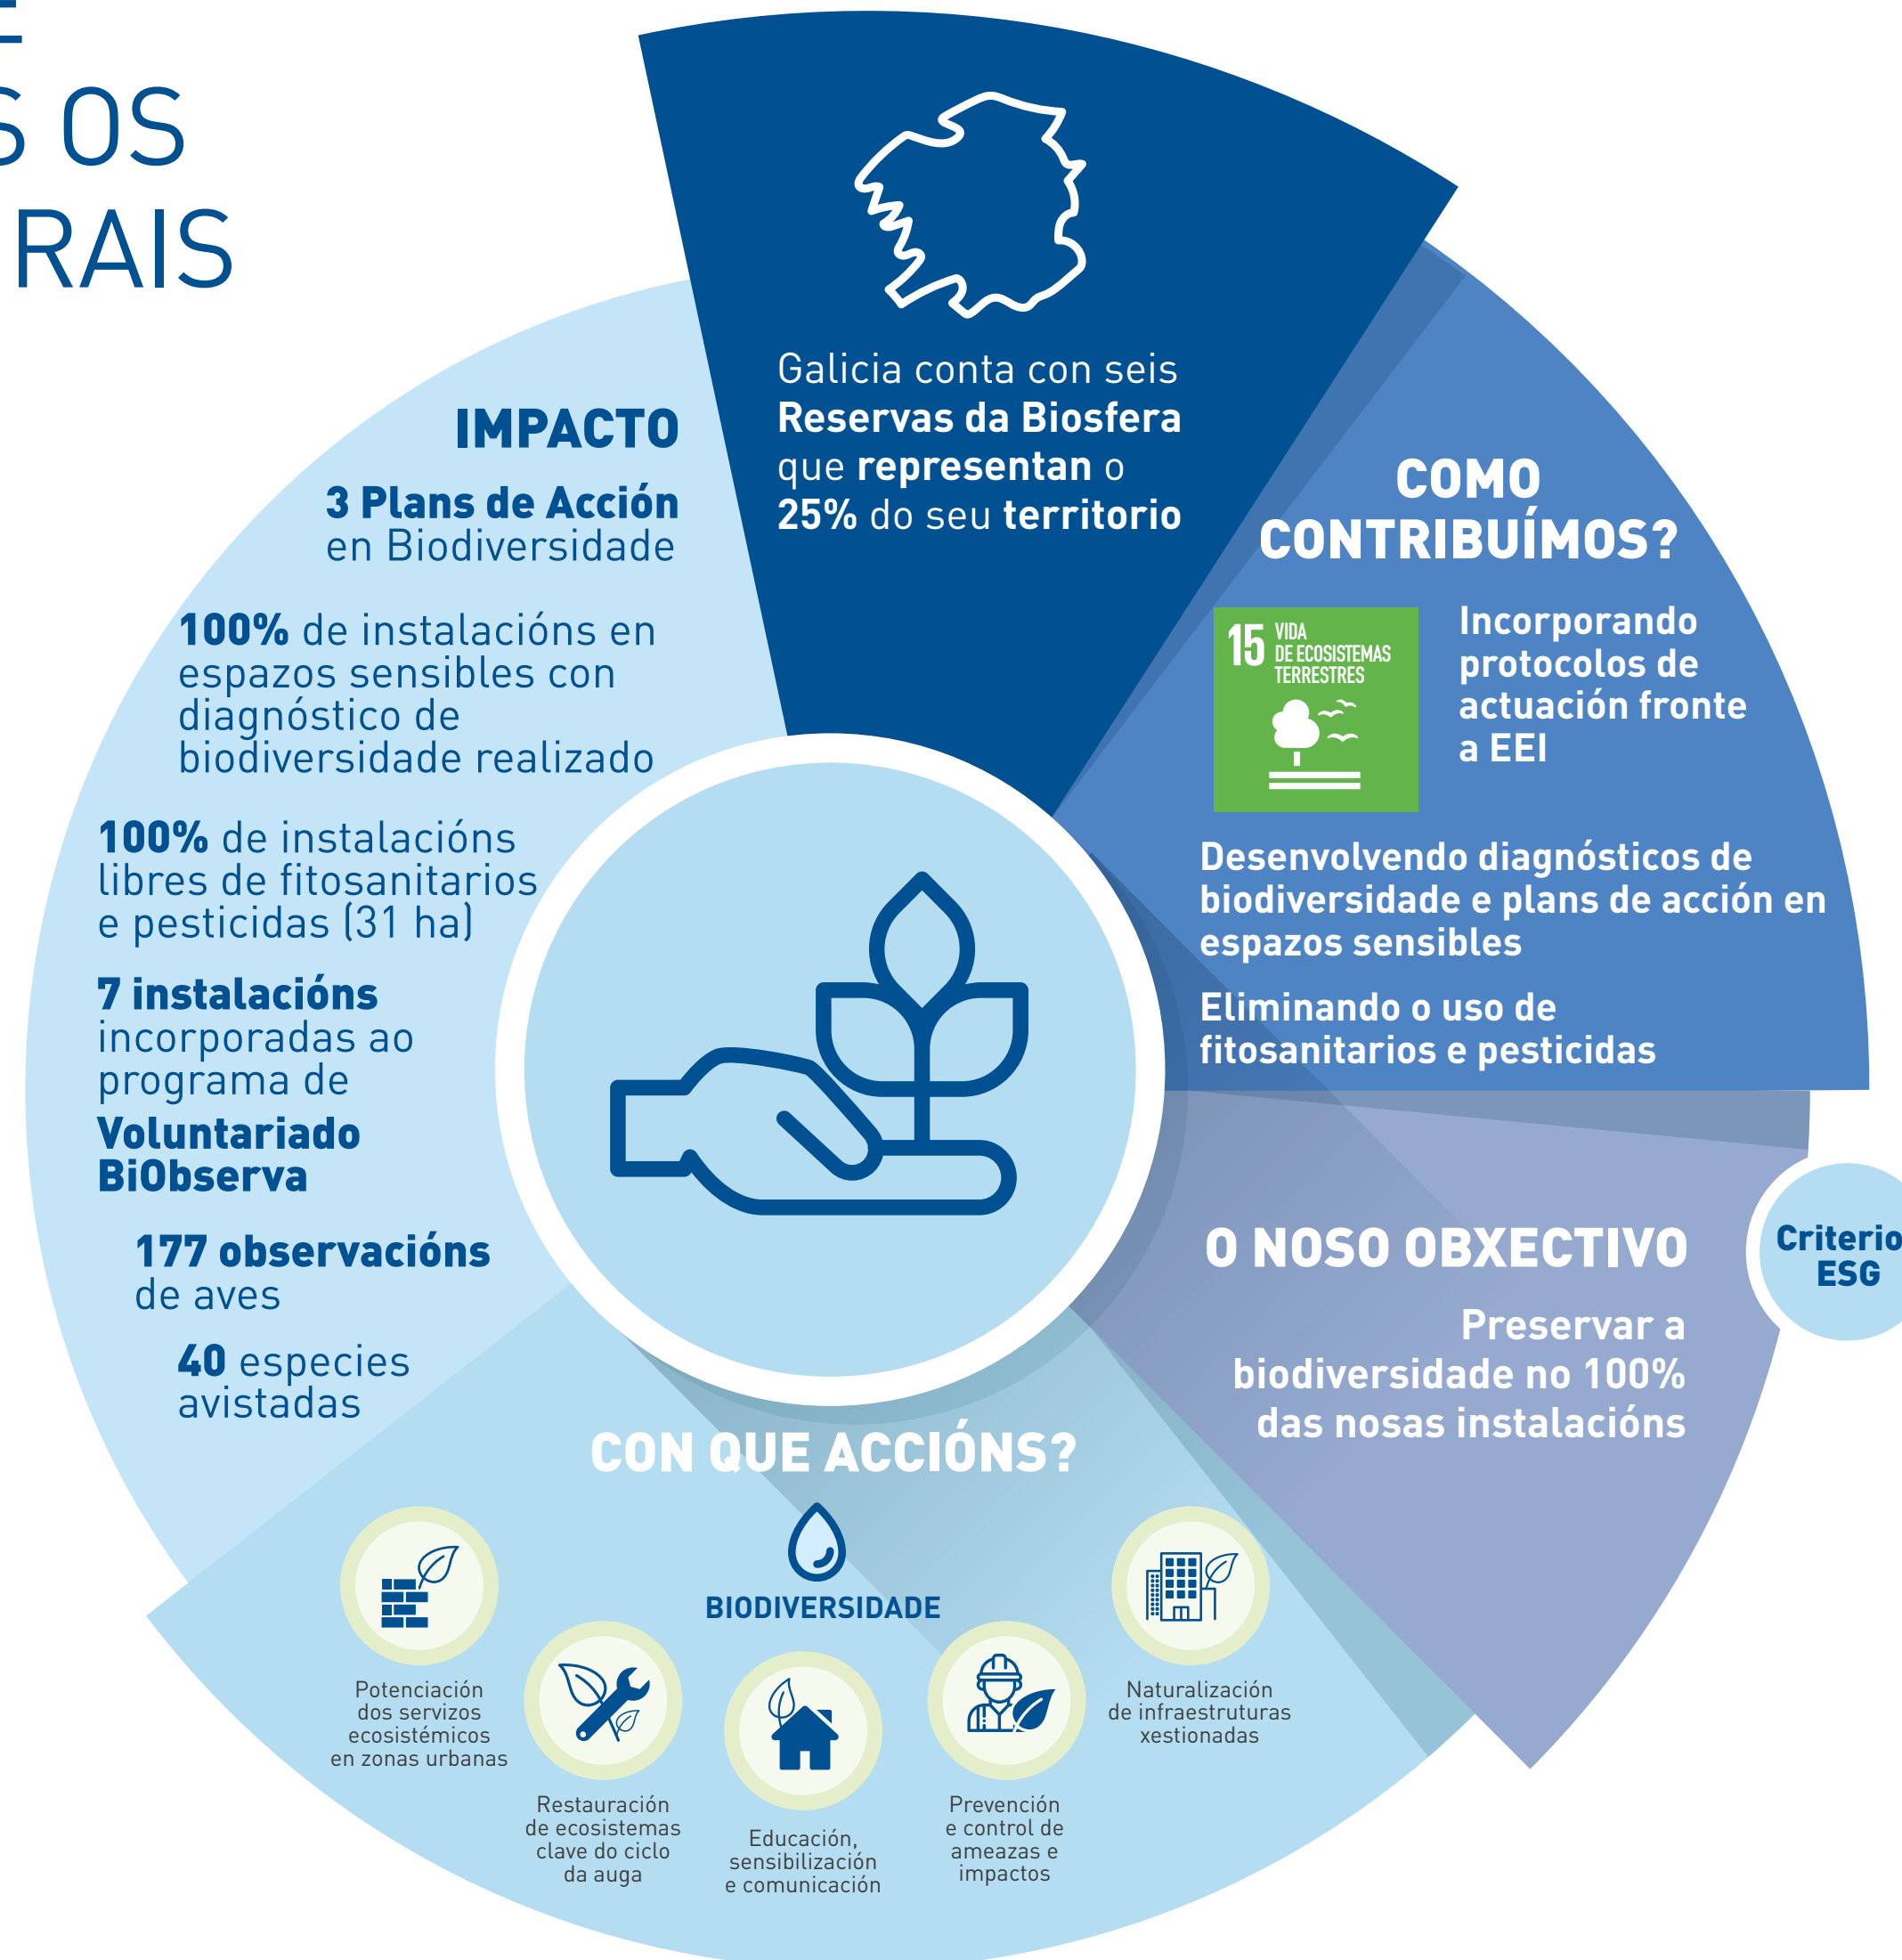 S OS
RAIS
Galicia conta con seis
Reservas da Biosfera
que representan o
25% do seu territorio
COMO
CONTRIBUÍMOS?
15 VIDA
DE ECOSISTEMAS
TERRESTRES
Incorporando
protocolos de
actuación fronte
a EEI
Desenvolvendo diagnósticos de
biodiversidade e plans de acción en
espazos sensibles
Eliminando o uso de
fitosanitarios e pesticidas
O NOSO OBXECTIVO
Preservar a
biodiversidade no 100%
das nosas instalacións
Criterio
ESG
CON QUE ACCIÓNS?
BIODIVERSIDADE
Potenciación
dos servizos
ecosistémicos
en zonas urbanas
Restauración
de ecosistemas
clave do ciclo
da auga
Educación,
sensibilización
e comunicación
Prevención
e control de
ameazas e
impactos
Naturalización
de infraestruturas
xestionadas
IMPACTO
3 Plans de Acción
en Biodiversidade
100% de instalacións en
espazos sensibles con
diagnóstico de
biodiversidade realizado
100% de instalacións
libres de fitosanitarios
e pesticidas (31 ha)
7 instalacións
incorporadas ao
programa de
Voluntariado
BiObserva
177 observacións
de aves
40 especies
avistadas